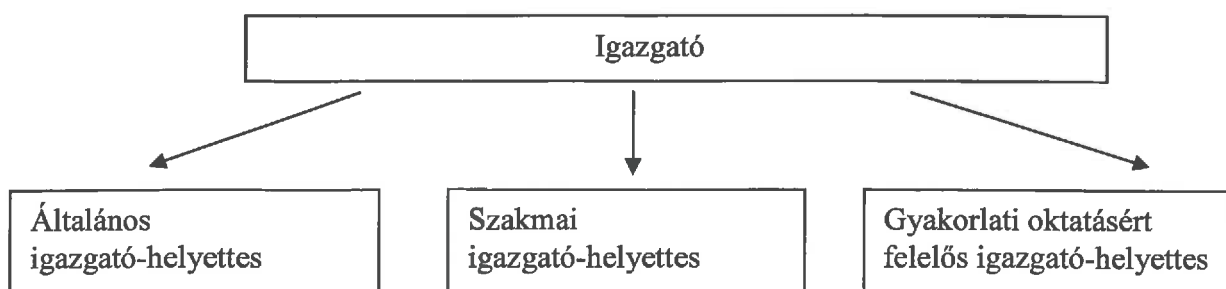 Igazgató
Általános
igazgató-helyettes
Szakmai
igazgató-helyettes
Gyakorlati oktatásért
felelős igazgató-helyettes